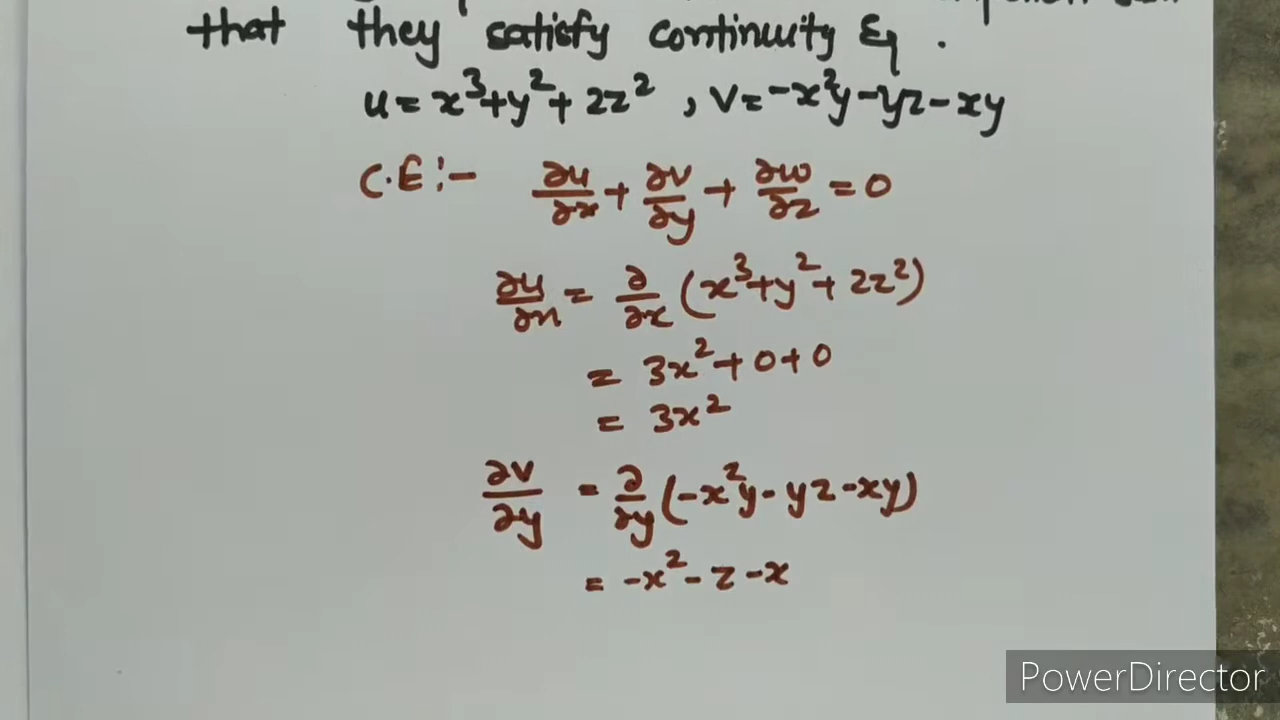 that they satisfy continuity Eq.
u = x³+y²+2z² , v=-x²y-yz-xy
C.E:- ∂u/∂x + ∂v/∂y + ∂w/∂z = 0
∂u/∂x = ∂/∂x (x³+y²+2z²)
= 3x²+0+0
= 3x²
∂v/∂y = ∂/∂y (-x²y-yz-xy)
= -x²-z-x
PowerDirector